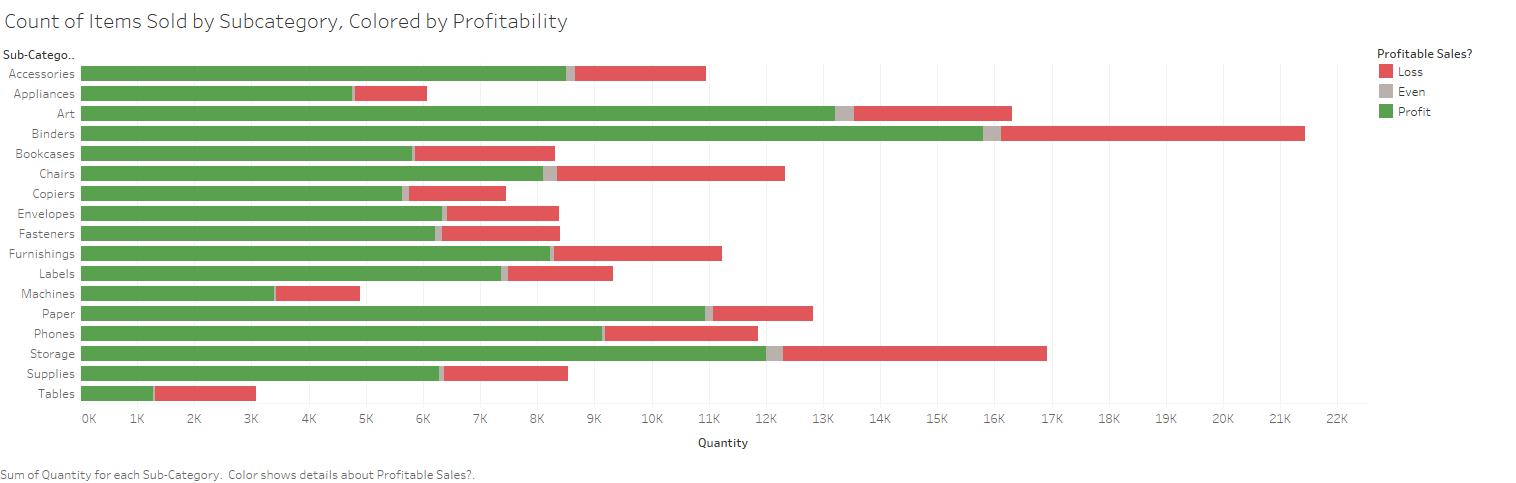 Count of Items Sold by Subcategory, Colored by Profitability
Sub-Catego..
Profitable Sales?
Accessories
Loss
Appliances
Even
Art
Profit
Binders
Bookcases
Chairs
Copiers
Envelopes
Fasteners
Furnishings
Labels
Machines
Paper
Phones
Storage
Supplies
Tables
0K 1K 2K 3K 4K 5K 6K 7K 8K 9K 10K 11K 12K 13K 14K 15K 16K 17K 18K 19K 20K 21K 22K
Quantity
Sum of Quantity for each Sub-Category. Color shows details about Profitable Sales?.